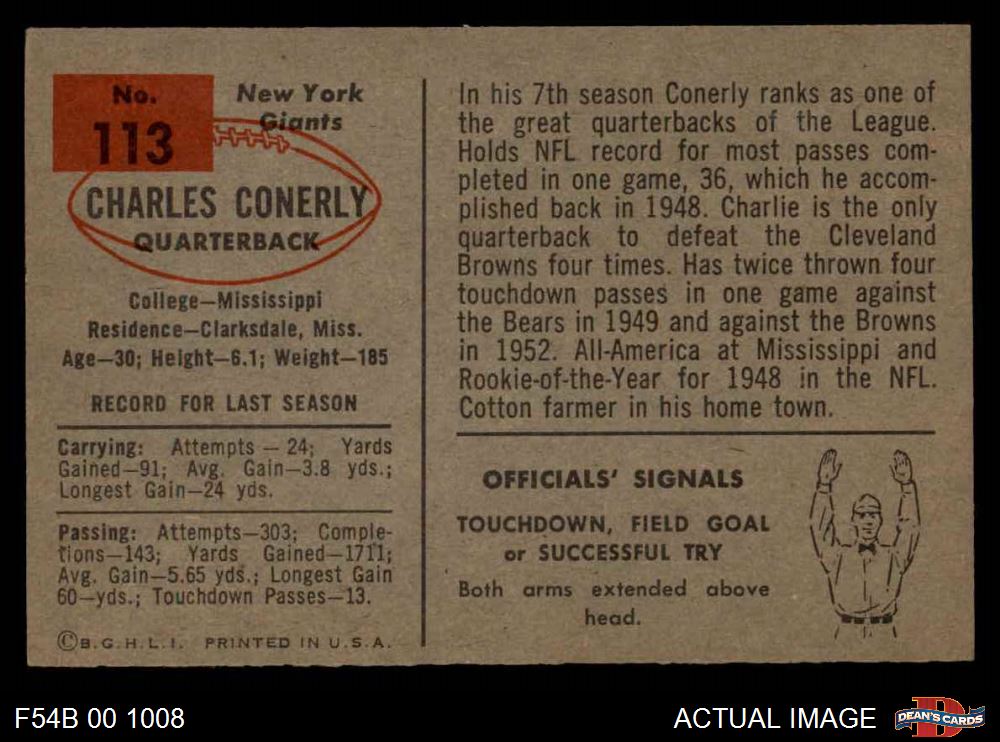 No.
113
New York
Giants
CHARLES CONERLY
QUARTERBACK
College—Mississippi
Residence—Clarksdale, Miss.
Age—30; Height—6.1; Weight—185
RECORD FOR LAST SEASON
Carrying: Attempts — 24; Yards
Gained—91; Avg. Gain—3.8 yds.;
Longest Gain—24 yds.
Passing: Attempts—303; Comple-
tions—143; Yards Gained—1711;
Avg. Gain—5.65 yds.; Longest Gain
60—yds.; Touchdown Passes—13.
©B.G.H.L.I. PRINTED IN U.S.A.
In his 7th season Conerly ranks as one of
the great quarterbacks of the League.
Holds NFL record for most passes com-
pleted in one game, 36, which he accom-
plished back in 1948. Charlie is the only
quarterback to defeat the Cleveland
Browns four times. Has twice thrown four
touchdown passes in one game against
the Bears in 1949 and against the Browns
in 1952. All-America at Mississippi and
Rookie-of-the-Year for 1948 in the NFL.
Cotton farmer in his home town.
OFFICIALS' SIGNALS
TOUCHDOWN, FIELD GOAL
or SUCCESSFUL TRY
Both arms extended above
head.
F54B 00 1008
ACTUAL IMAGE
D
DEAN'S CARDS